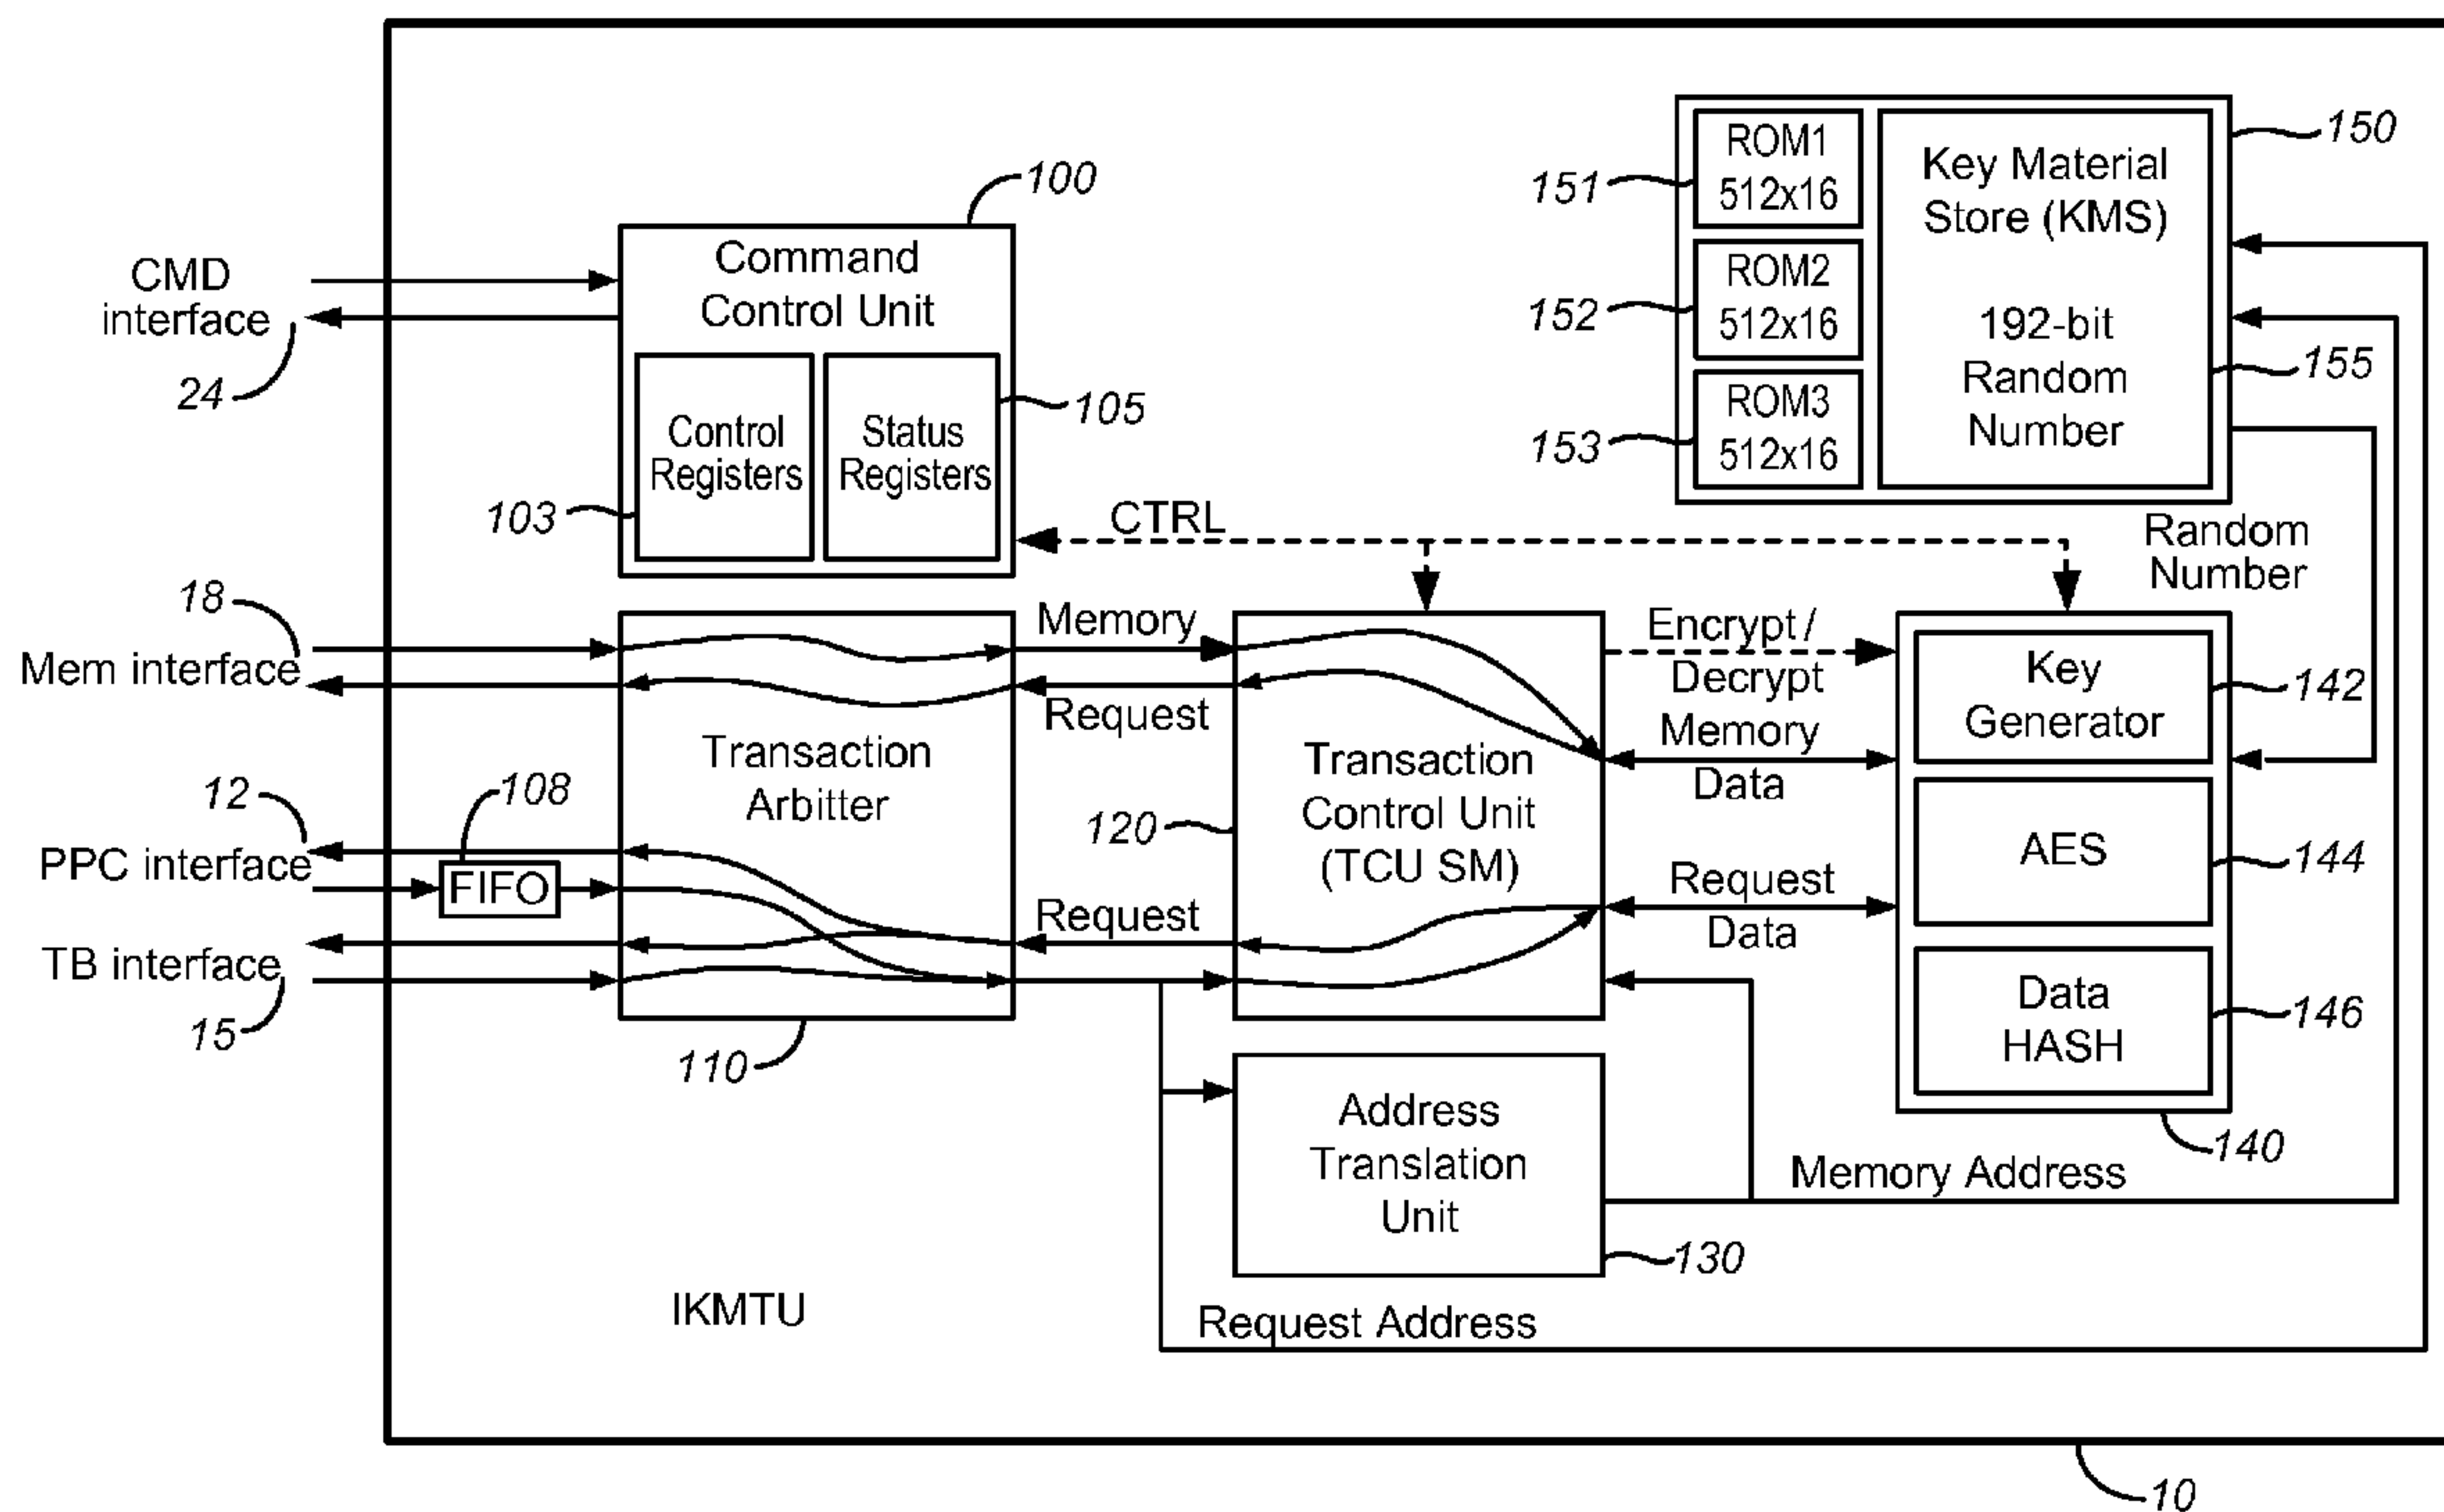 100
Command
Control Unit
Control
Registers
Status
Registers
103
105
CMD
interface
24
ROM1
512x16
ROM2
512x16
ROM3
512x16
151
152
153
Key Material
Store (KMS)
192-bit
Random
Number
150
155
CTRL
Random
Number
18
Mem interface
12
PPC interface
108
FIFO
TB interface
15
Transaction
Arbitter
110
Memory
Request
Request
120
Transaction
Control Unit
(TCU SM)
Encrypt /
Decrypt
Memory
Data
Request
Data
Key
Generator
142
AES
144
Data
HASH
146
140
Address
Translation
Unit
130
Memory Address
Request Address
IKMTU
10